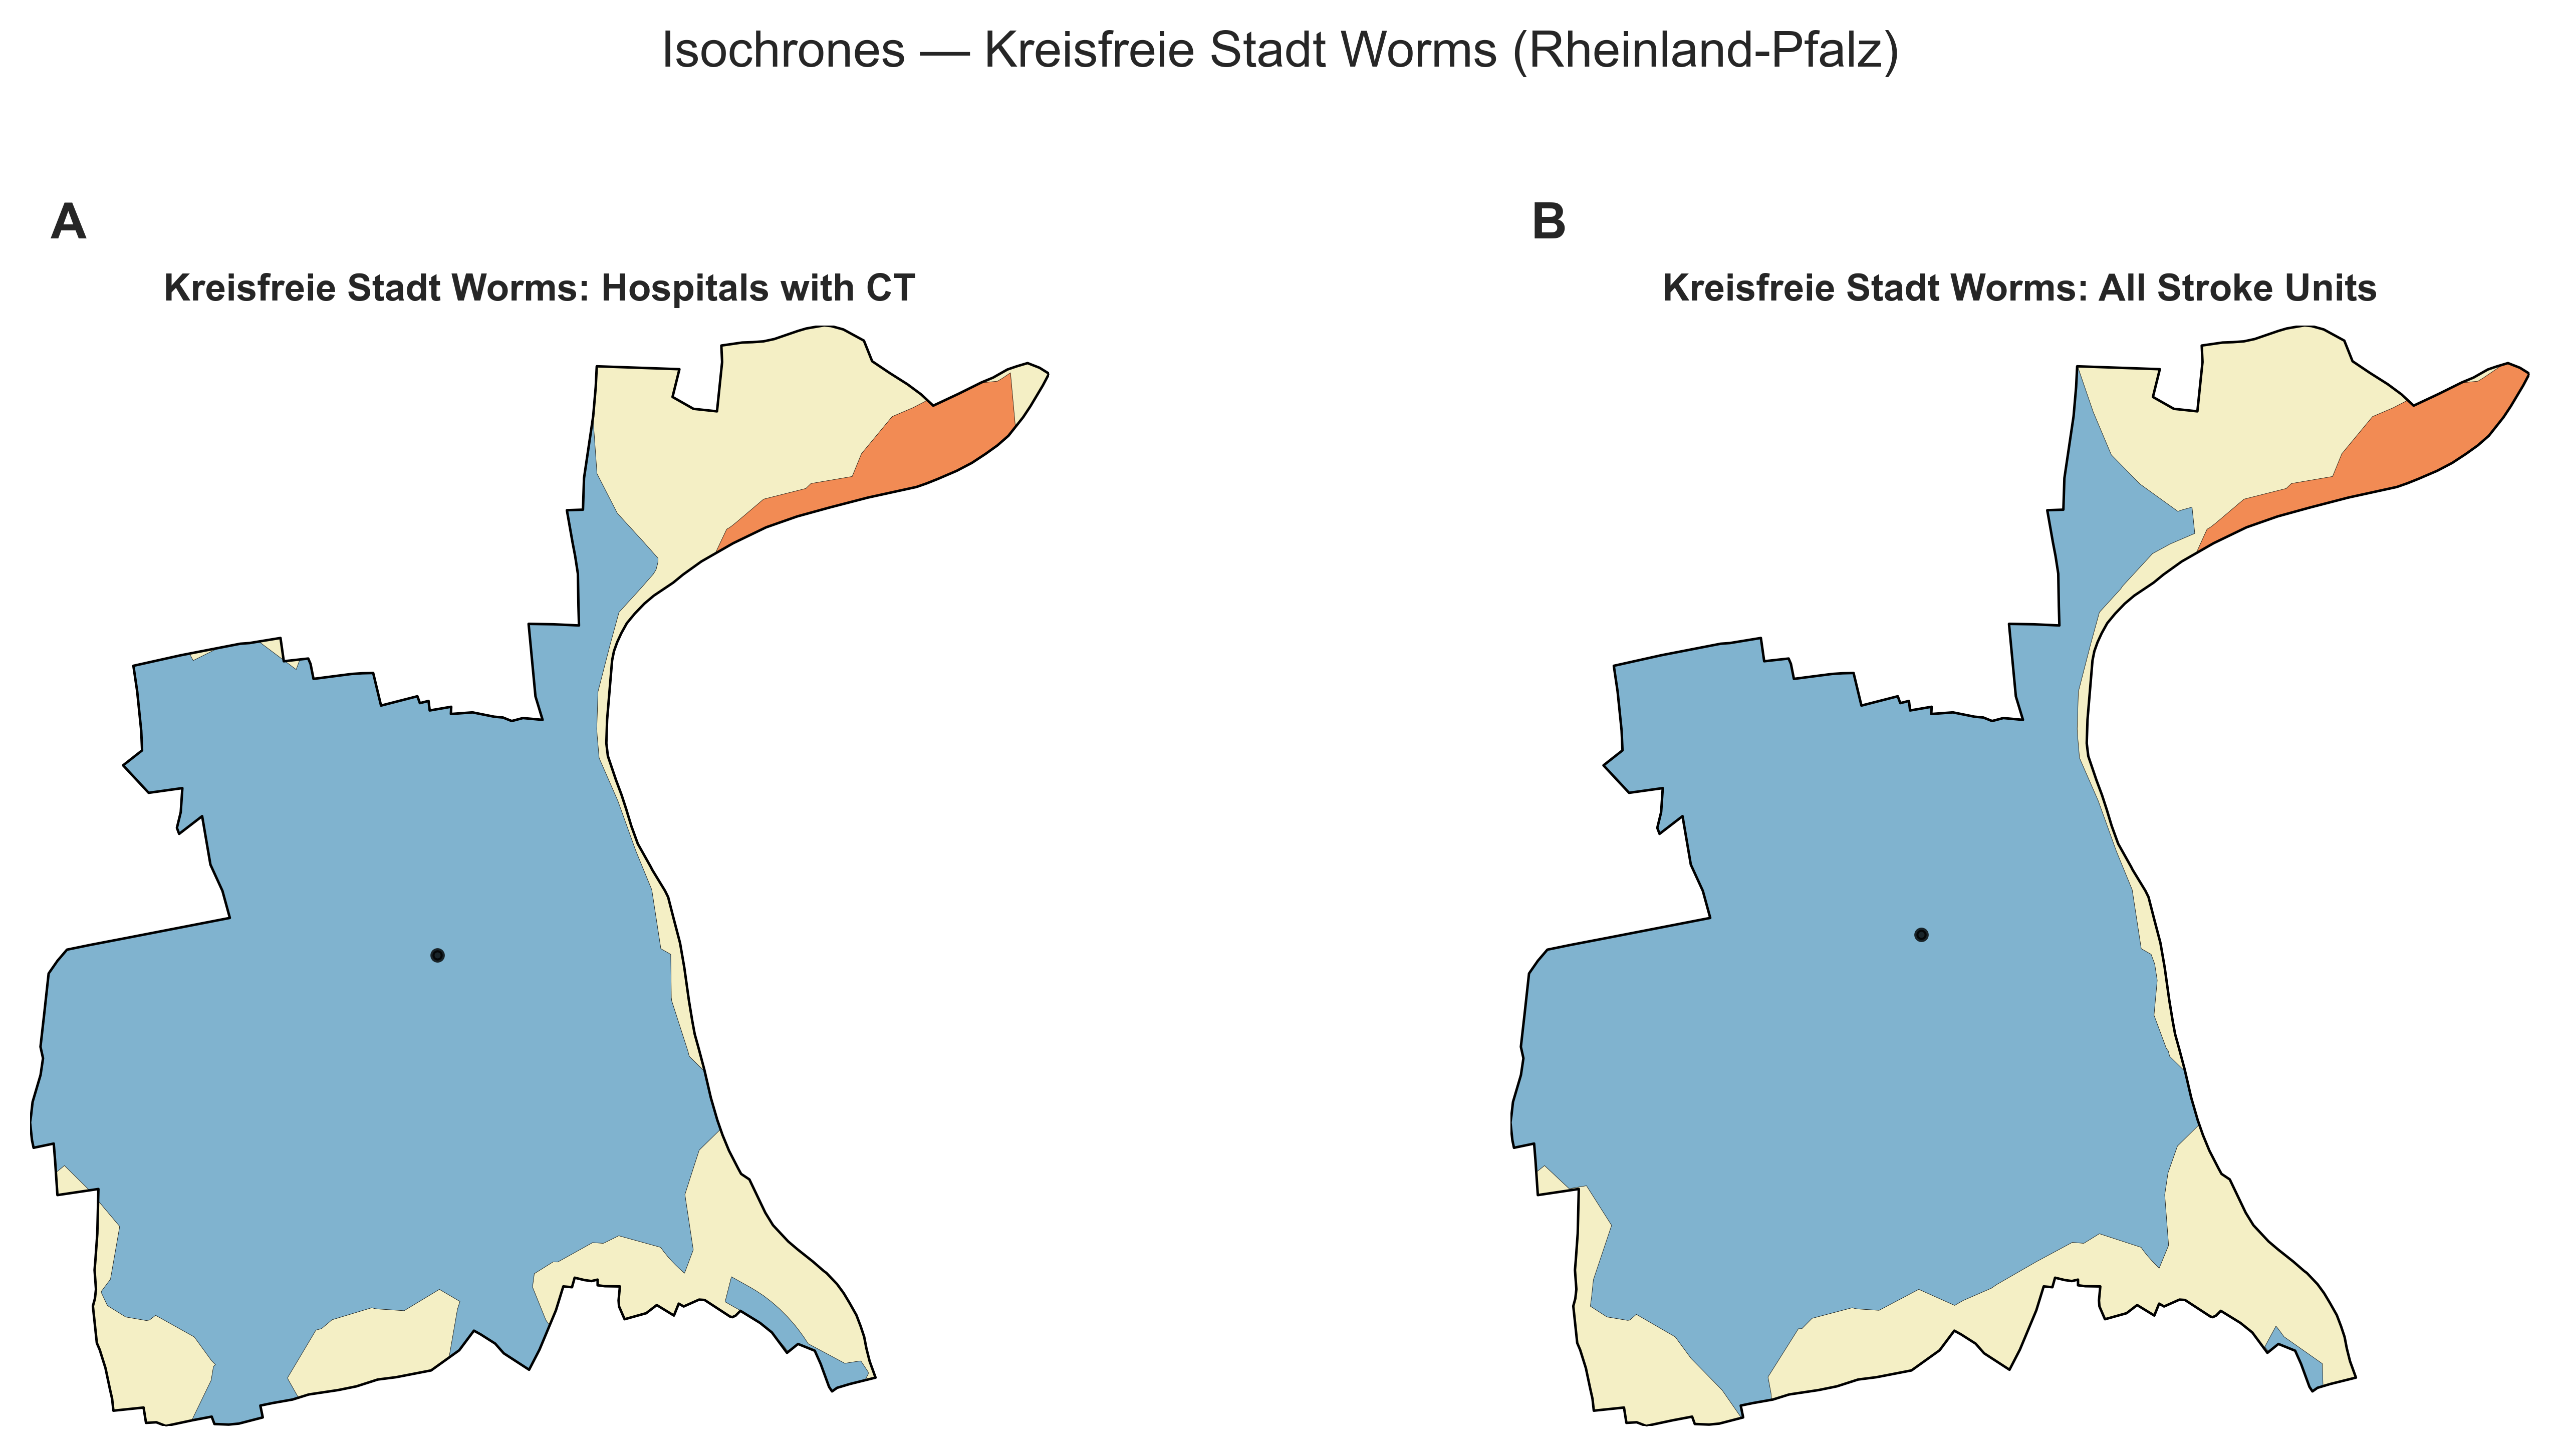 Isochrones — Kreisfreie Stadt Worms (Rheinland-Pfalz)
A
Kreisfreie Stadt Worms: Hospitals with CT
B
Kreisfreie Stadt Worms: All Stroke Units